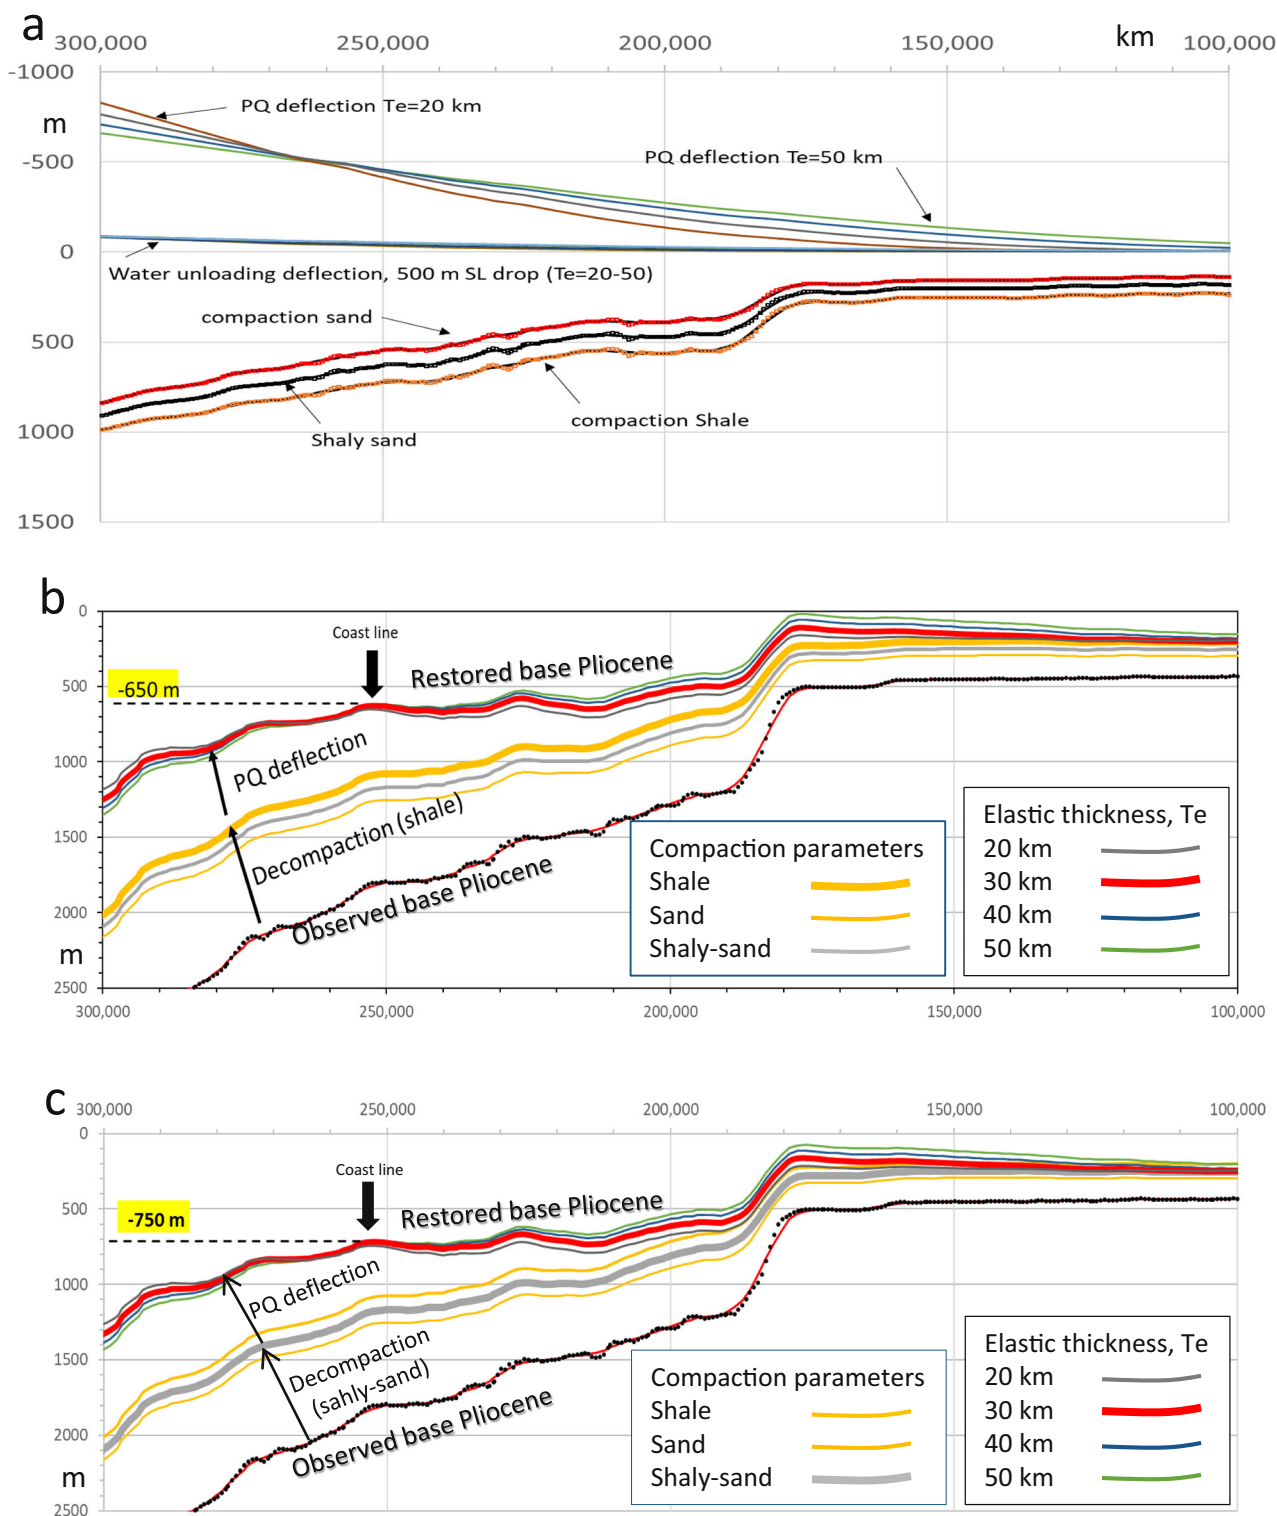 a
300,000 250,000 200,000 150,000 km 100,000
-1000
m
PQ deflection Te=20 km
-500
PQ deflection Te=50 km
0
Water unloading deflection, 500 m SL drop (Te=20-50)
compaction sand
500
compaction Shale
Shaly sand
1000
1500
b
0
Coast line
Restored base Pliocene
-650 m
500
PQ deflection
1000
Decompaction (shale)
1500
Observed base Pliocene
2000
m
2500
300,000 250,000 200,000 150,000 100,000
Compaction parameters
Shale
Sand
Shaly-sand
Elastic thickness, Te
20 km
30 km
40 km
50 km
c
300,000 250,000 200,000 150,000 100,000
0
Coast line
Restored base Pliocene
-750 m
500
PQ deflection
1000
Decompaction
(sahly-sand)
1500
Observed base Pliocene
2000
m
2500
Compaction parameters
Shale
Sand
Shaly-sand
Elastic thickness, Te
20 km
30 km
40 km
50 km